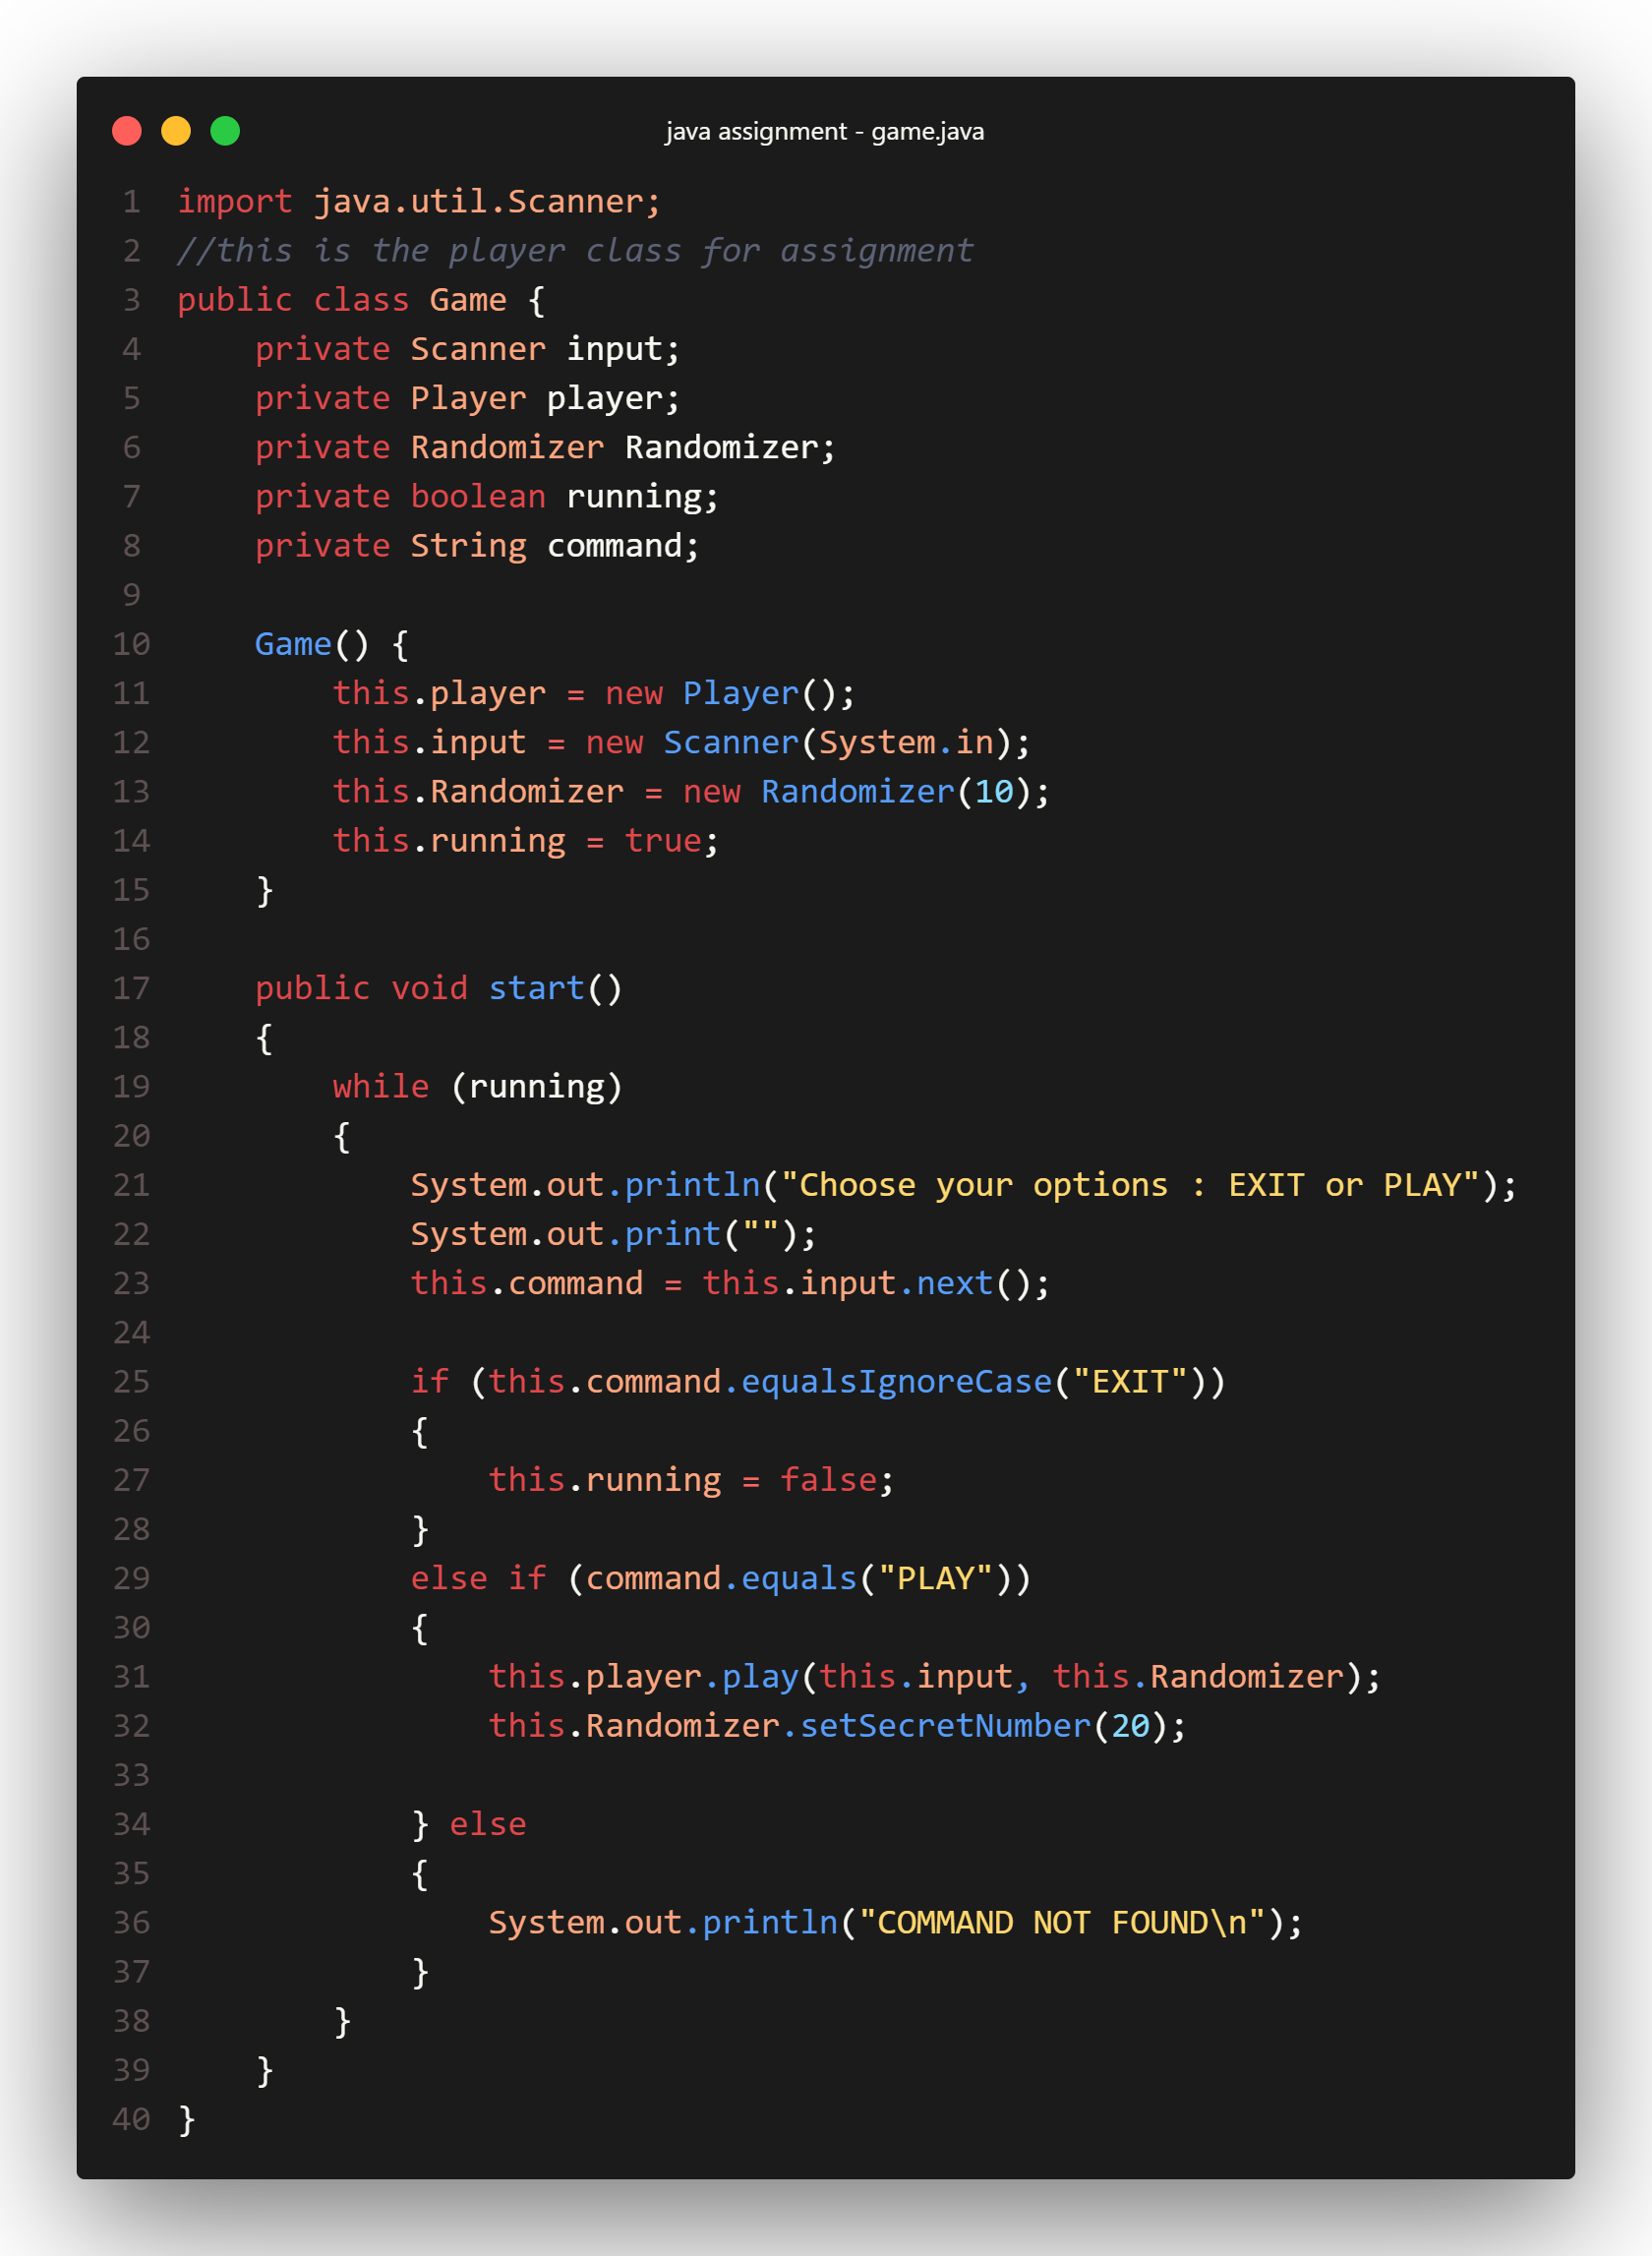 java assignment - game.java
1 import java.util.Scanner;
2 //this is the player class for assignment
3 public class Game {
4     private Scanner input;
5     private Player player;
6     private Randomizer Randomizer;
7     private boolean running;
8     private String command;
9
10     Game() {
11         this.player = new Player();
12         this.input = new Scanner(System.in);
13         this.Randomizer = new Randomizer(10);
14         this.running = true;
15     }
16
17     public void start()
18     {
19         while (running)
20         {
21             System.out.println("Choose your options : EXIT or PLAY");
22             System.out.print("");
23             this.command = this.input.next();
24
25             if (this.command.equalsIgnoreCase("EXIT"))
26             {
27                 this.running = false;
28             }
29             else if (command.equals("PLAY"))
30             {
31                 this.player.play(this.input, this.Randomizer);
32                 this.Randomizer.setSecretNumber(20);
33
34             } else
35             {
36                 System.out.println("COMMAND NOT FOUND\n");
37             }
38         }
39     }
40 }